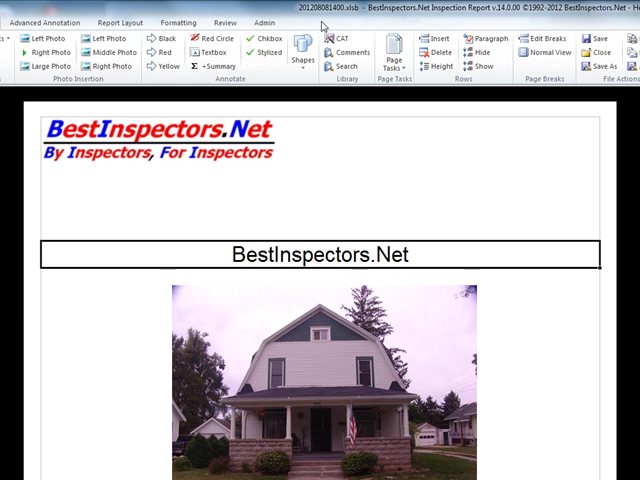 201208081400.xlsb - BestInspectors.Net Inspection Report v.14.0.00 ©1992-2012 BestInspectors.Net - H
Advanced Annotation Report Layout Formatting Review Admin
Left Photo Left Photo Black Red Circle Chkbox Shapes CAT Page Tasks Insert Paragraph Edit Breaks Save
Right Photo Middle Photo Red Textbox Stylized Comments Delete Hide Normal View Close
Large Photo Right Photo Yellow Σ +Summary Search Height Show Save As
Photo Insertion Annotate Library Page Tasks Rows Page Breaks File Actions
BestInspectors.Net
By Inspectors, For Inspectors
BestInspectors.Net